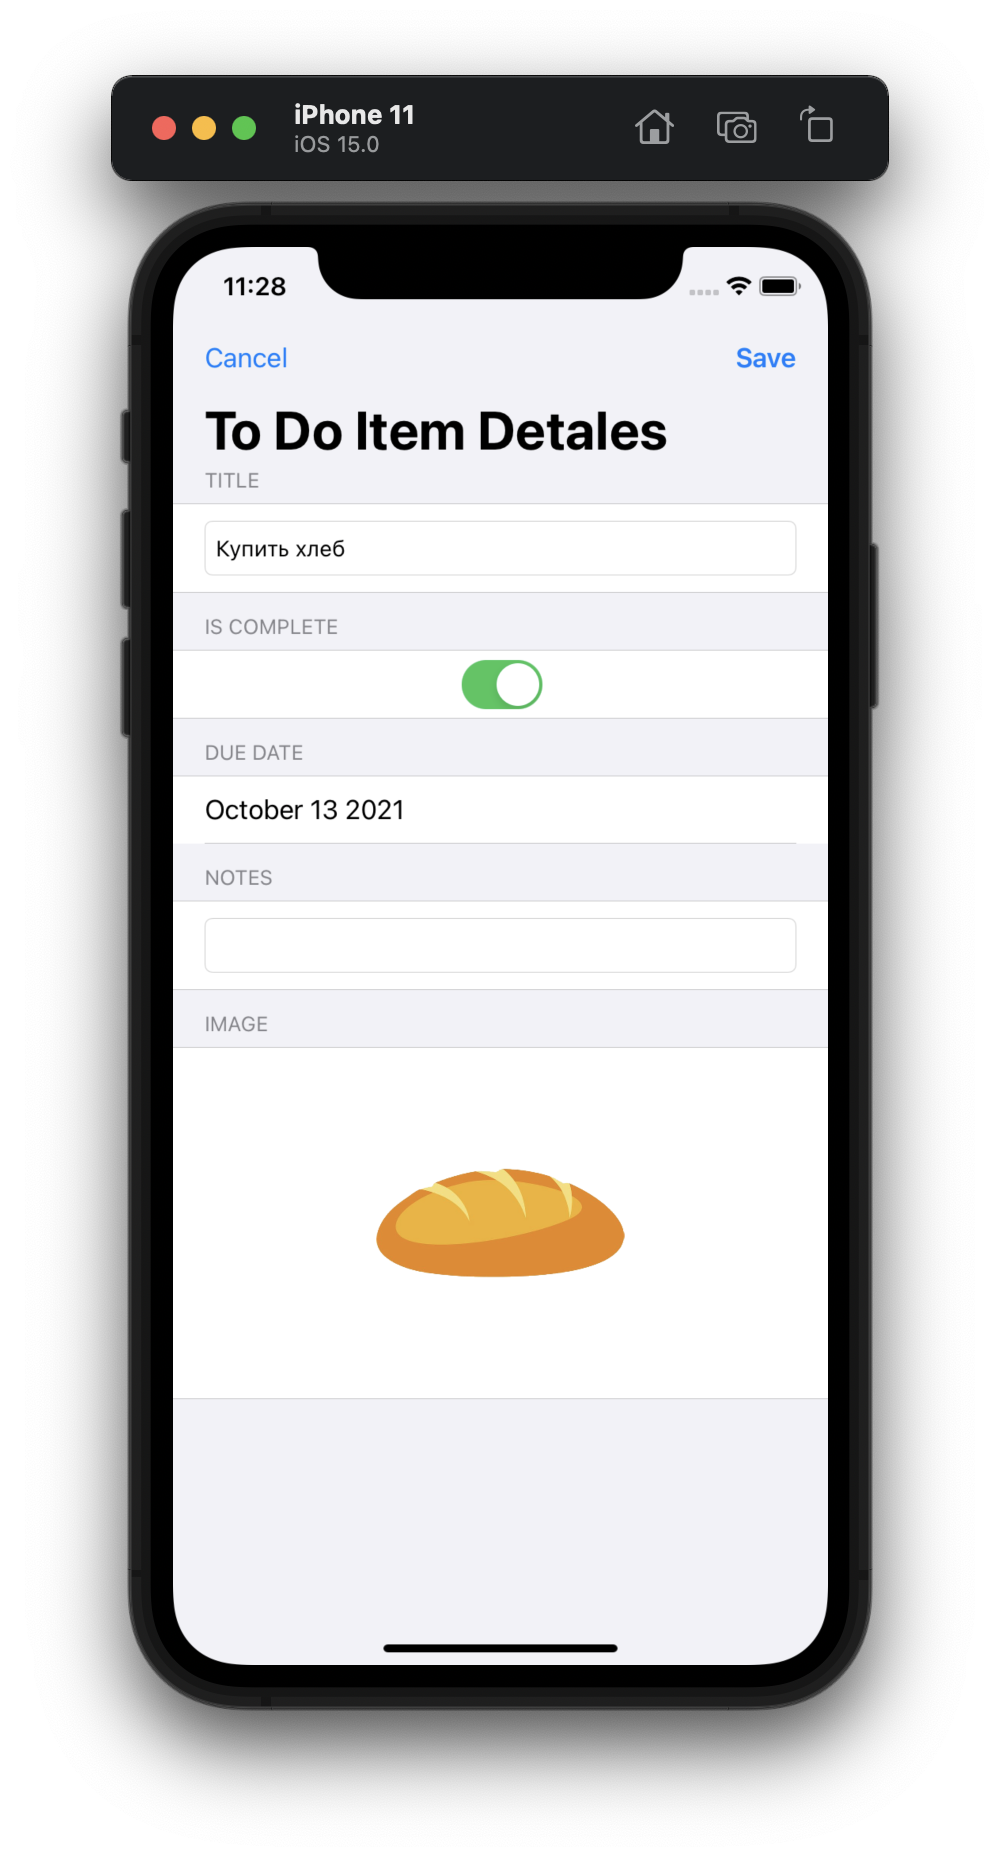 iPhone 11
iOS 15.0
11:28
Cancel
Save
To Do Item Detales
TITLE
Купить хлеб
IS COMPLETE
DUE DATE
October 13 2021
NOTES
IMAGE